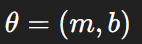 θ = (m, b)